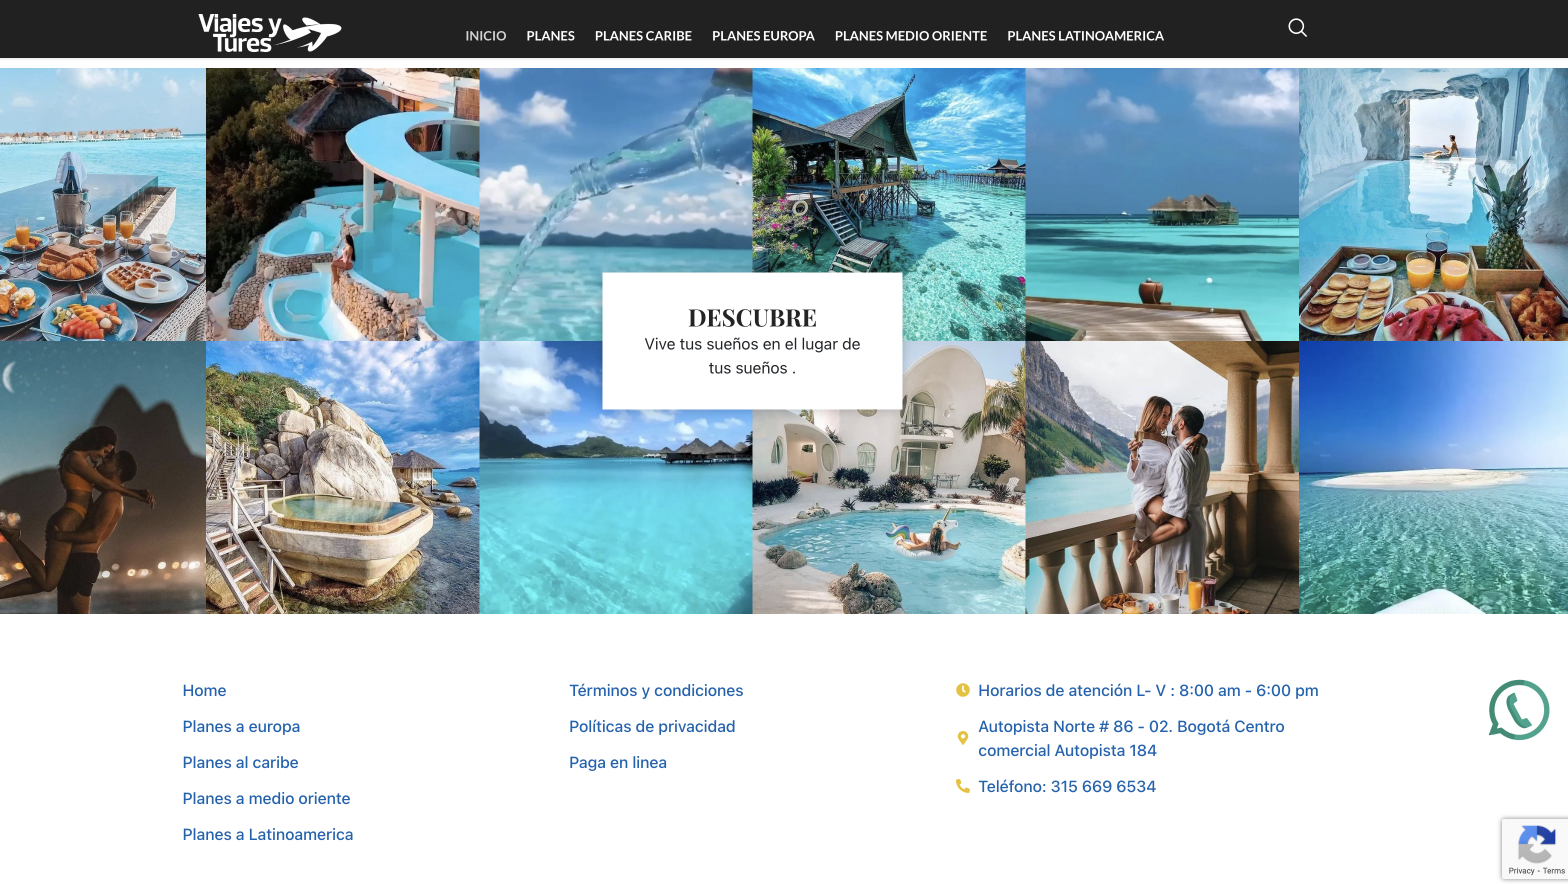 Viajes y
Tures
INICIO PLANES PLANES CARIBE PLANES EUROPA PLANES MEDIO ORIENTE PLANES LATINOAMERICA
DESCUBRE
Vive tus sueños en el lugar de
tus sueños .
Home
Planes a europa
Planes al caribe
Planes a medio oriente
Planes a Latinoamerica
Términos y condiciones
Políticas de privacidad
Paga en linea
Horarios de atención L- V : 8:00 am - 6:00 pm
Autopista Norte # 86 - 02. Bogotá Centro
comercial Autopista 184
Teléfono: 315 669 6534
Privacy - Terms